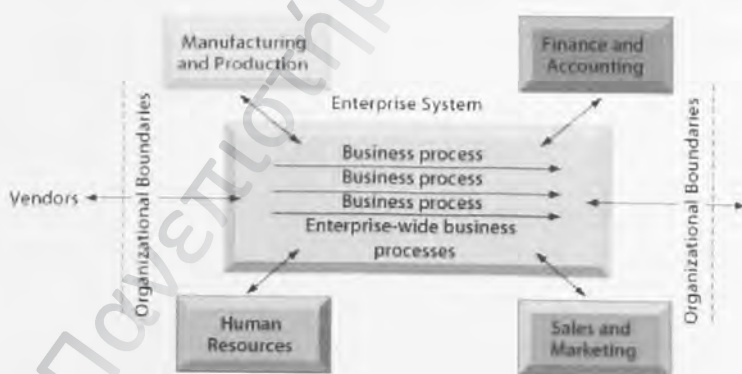 Manufacturing
and Production
Finance and
Accounting
Enterprise System
Organizational Boundaries
Organizational Boundaries
Business process
Business process
Business process
Enterprise-wide business
processes
Vendors
Human
Resources
Sales and
Marketing
Πανεπιστήμ